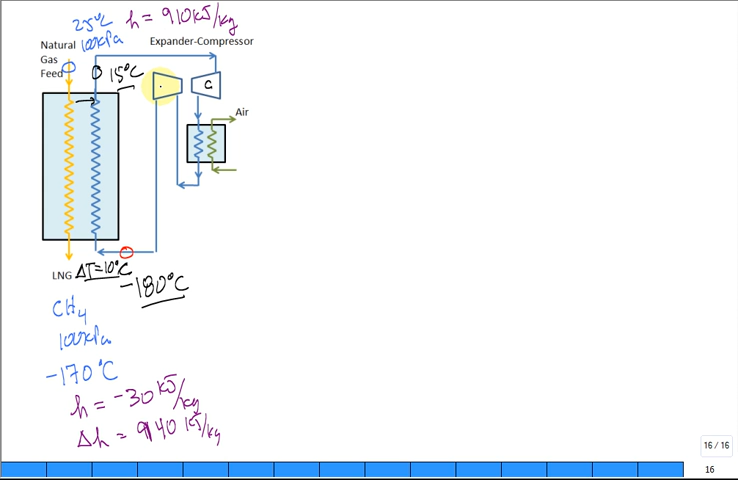 25°C h = 910 kJ/kg
100kPa
Natural
Gas
Feed
Expander-Compressor
15°C
C
Air
LNG
ΔT=10°C
-180°C
CH4
100kPa
-170°C
h = -30 kJ/kg
Δh = 940 kJ/kg
16 / 16
16